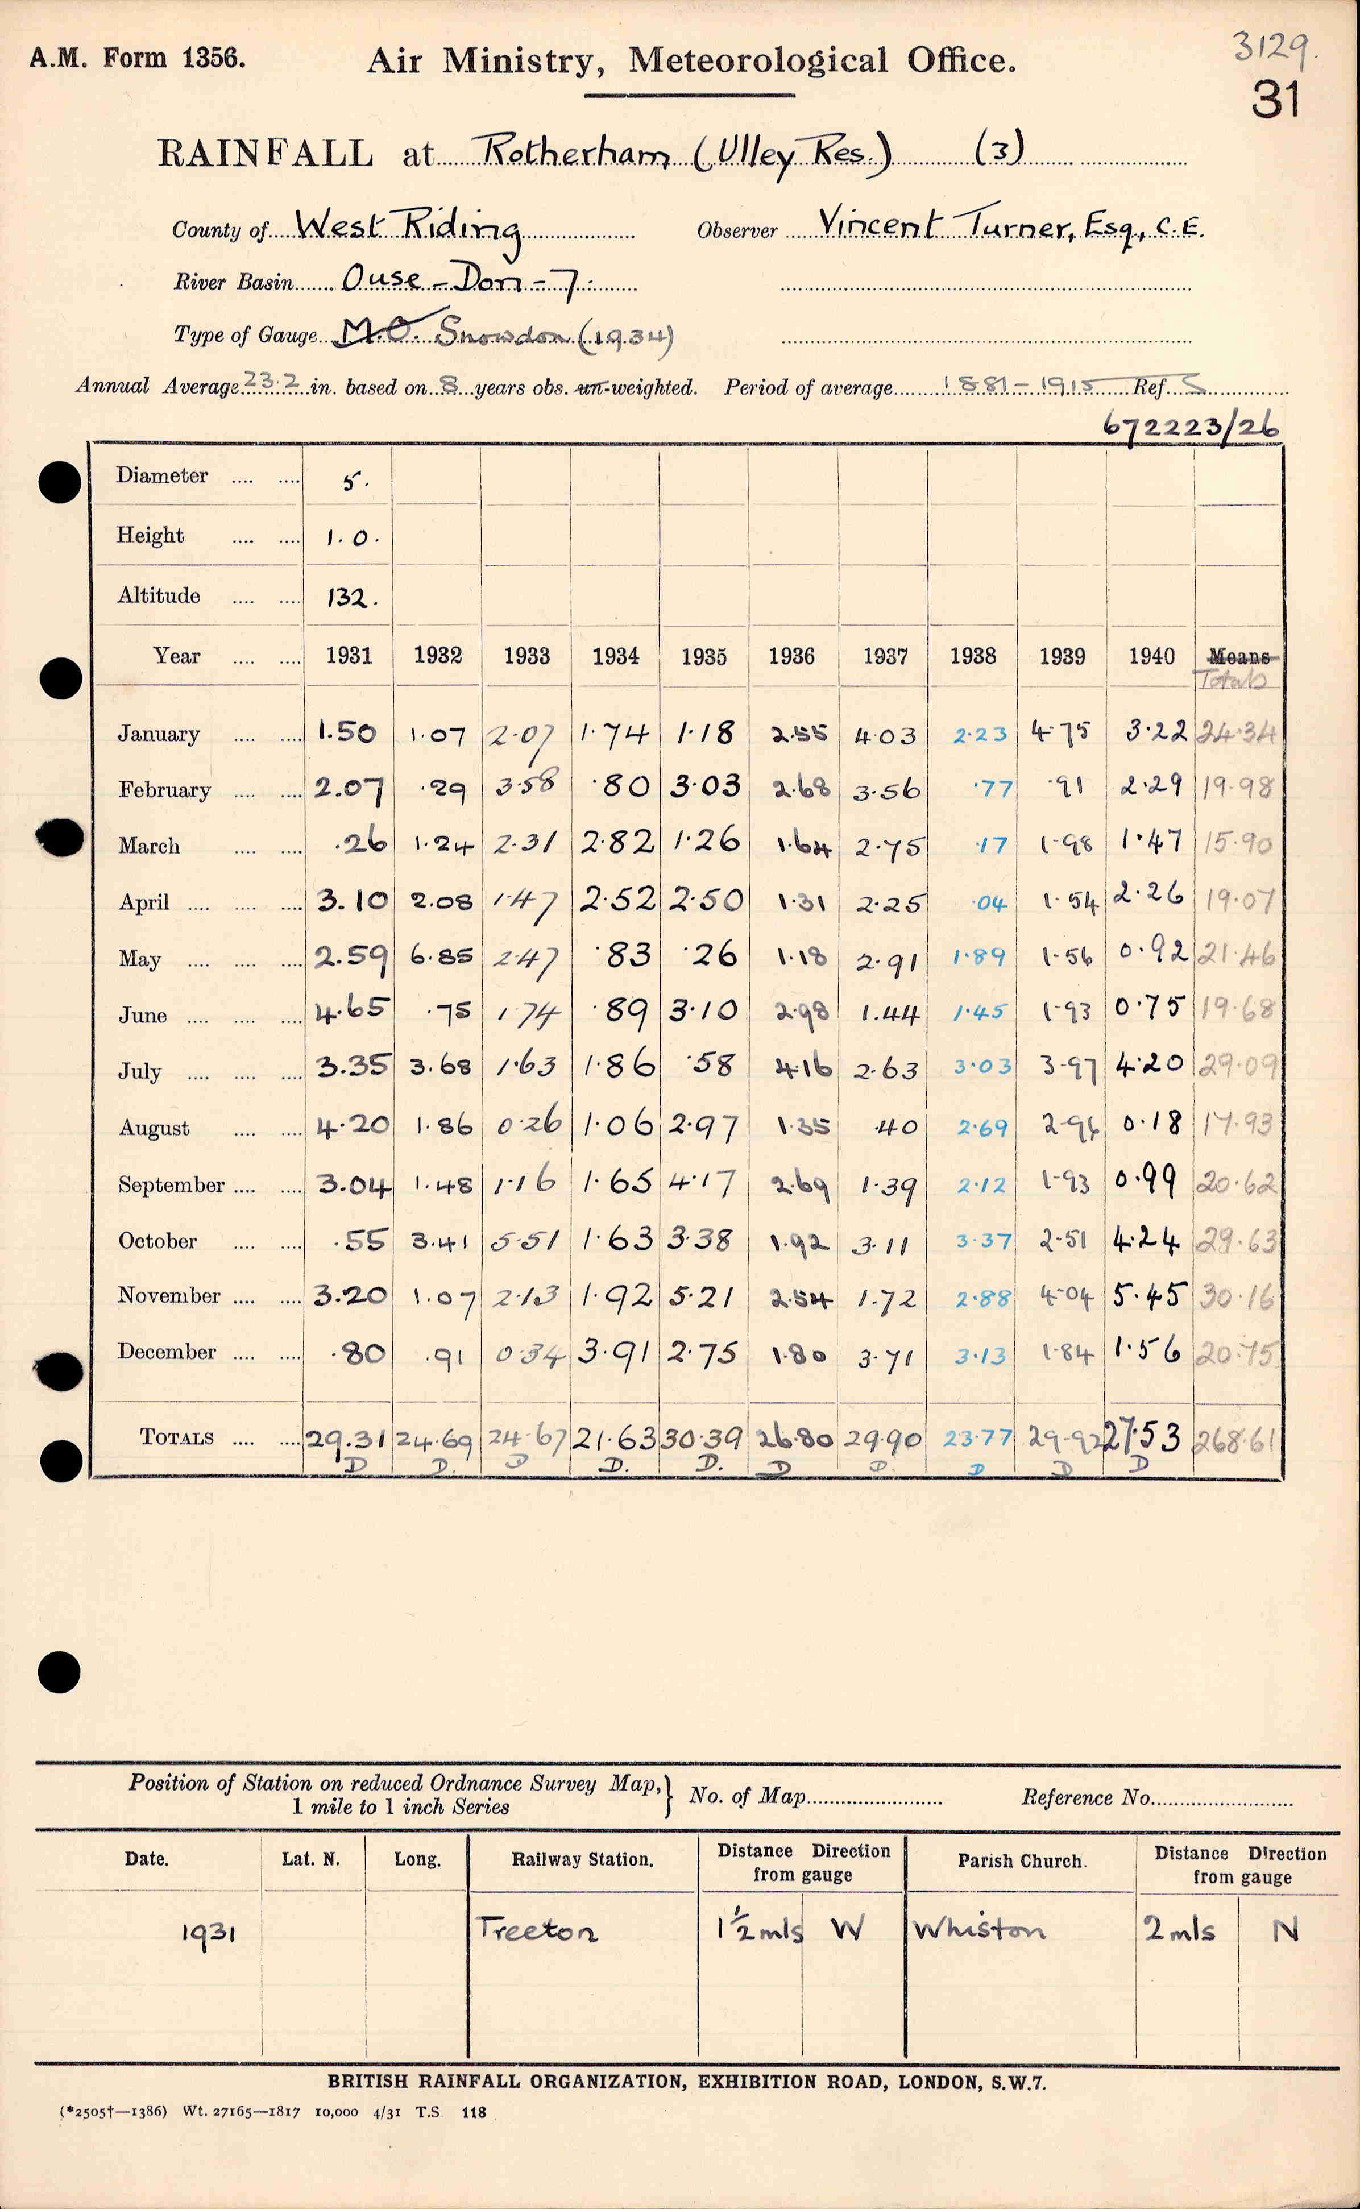 3129.
A.M. Form 1356. Air Ministry, Meteorological Office.
31
RAINFALL at Rotherham (Ulley Res.) (3)
County of West Riding Observer Vincent Turner, Esq., C.E.
River Basin Ouse - Don - 7.
Type of Gauge M.O. Snowdon (1934)
Annual Average 23.2 in. based on 8 years obs. un-weighted. Period of average 1881-1915 Ref. S
672223/26
Diameter .... .... 5.
Height .... .... 1.0.
Altitude .... .... 132.
Year .... .... 1931 1932 1933 1934 1935 1936 1937 1938 1939 1940 Means
Totals
January .... .... 1.50 1.07 2.07 1.74 1.18 2.55 4.03 2.23 4.75 3.22 24.34
February .... .... 2.07 .29 3.58 .80 3.03 2.68 3.56 .77 .91 2.29 19.98
March .... .... .26 1.24 2.31 2.82 1.26 1.64 2.75 .17 1.98 1.47 15.90
April .... .... .... 3.10 2.08 1.47 2.52 2.50 1.31 2.25 .04 1.54 2.26 19.07
May .... .... .... 2.59 6.85 2.47 .83 .26 1.18 2.91 1.89 1.56 0.92 21.46
June .... .... .... 4.65 .75 1.74 .89 3.10 2.98 1.44 1.45 1.93 0.75 19.68
July .... .... .... 3.35 3.68 1.63 1.86 .58 4.16 2.63 3.03 3.97 4.20 29.09
August .... .... 4.20 1.86 0.26 1.06 2.97 1.35 .40 2.69 2.96 0.18 17.93
September .... .... 3.04 1.48 1.16 1.65 4.17 2.69 1.39 2.12 1.93 0.99 20.62
October .... .... .55 3.41 5.51 1.63 3.38 1.92 3.11 3.37 2.51 4.24 29.63
November .... .... 3.20 1.07 2.13 1.92 5.21 2.54 1.72 2.88 4.04 5.45 30.16
December .... .... .80 .91 0.34 3.91 2.75 1.80 3.71 3.13 1.84 1.56 20.75
TOTALS .... .... 29.31 24.69 24.67 21.63 30.39 26.80 29.90 23.77 29.92 27.53 268.61
D D. D D. D. D D. D D D
Position of Station on reduced Ordnance Survey Map,} No. of Map Reference No.
1 mile to 1 inch Series
Date. Lat. N. Long. Railway Station. Distance Direction from gauge Parish Church. Distance Direction from gauge
1931 Treeton 1½ mls W Whiston 2 mls N
BRITISH RAINFALL ORGANIZATION, EXHIBITION ROAD, LONDON, S.W.7.
(*2505†—1386) Wt. 27165—1817 10,000 4/31 T.S. 118